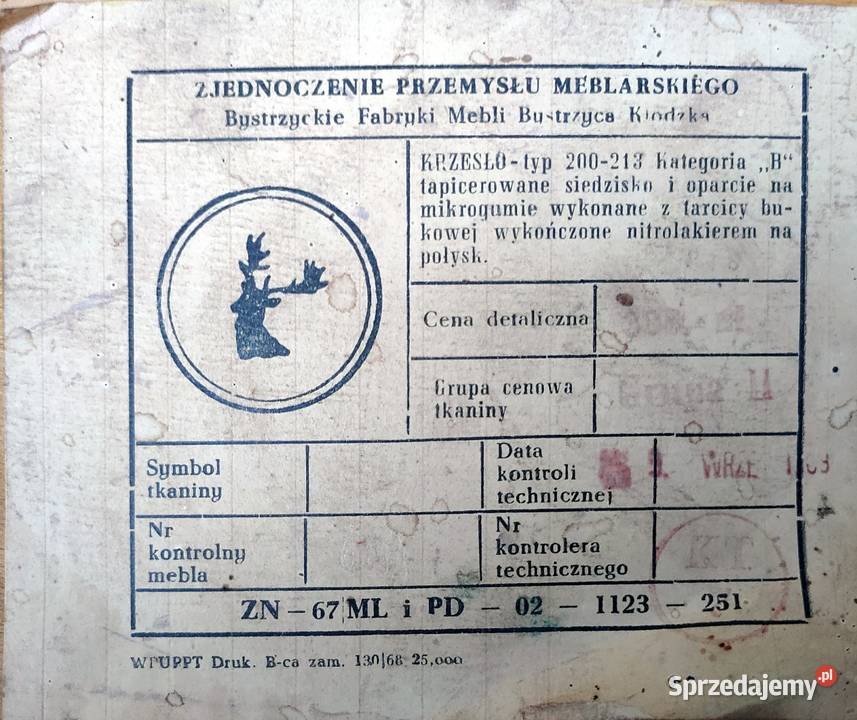 ZJEDNOCZENIE PRZEMYSŁU MEBLARSKIEGO
Bystrzyckie Fabryki Mebli Bystrzyca Kłodzka
KRZESŁO-typ 200-213 Kategoria „B“
tapicerowane siedzisko i oparcie na
mikrogumie wykonane z tarcicy bu-
kowej wykończone nitrolakierem na
połysk.
Cena detaliczna
Grupa cenowa
tkaniny
Symbol
tkaniny
Data
kontroli
technicznej
9. WRZE
Nr
kontrolny
mebla
Nr
kontrolera
technicznego
KT
ZN – 67 ML i PD – 02 – 1123 – 251
WPUPPT Druk. B-ca zam. 130/68 25,000
Sprzedajemy.pl